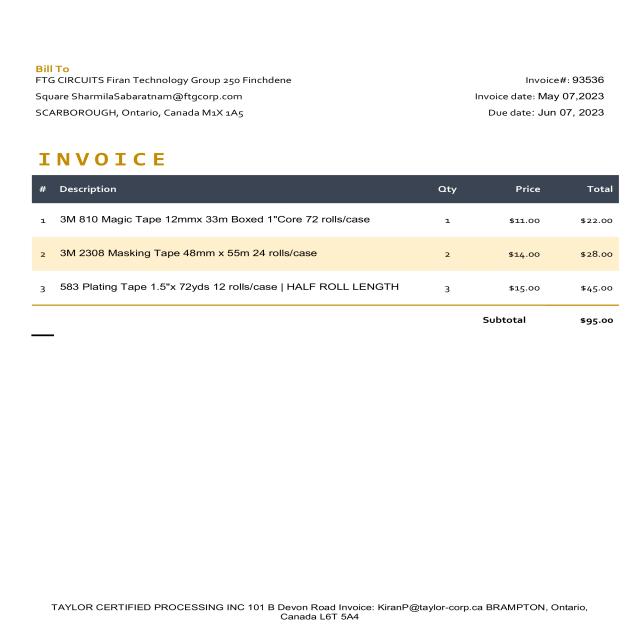 Bill To
FTG CIRCUITS Firan Technology Group 250 Finchdene
Invoice#: 93536
Square SharmilaSabaratnam@ftgcorp.com
Invoice date: May 07,2023
SCARBOROUGH, Ontario, Canada M1X 1A5
Due date: Jun 07, 2023
INVOICE
# Description Qty Price Total
1 3M 810 Magic Tape 12mmx 33m Boxed 1"Core 72 rolls/case 1 $11.00 $22.00
2 3M 2308 Masking Tape 48mm x 55m 24 rolls/case 2 $14.00 $28.00
3 583 Plating Tape 1.5"x 72yds 12 rolls/case | HALF ROLL LENGTH 3 $15.00 $45.00
Subtotal $95.00
TAYLOR CERTIFIED PROCESSING INC 101 B Devon Road Invoice: KiranP@taylor-corp.ca BRAMPTON, Ontario,
Canada L6T 5A4